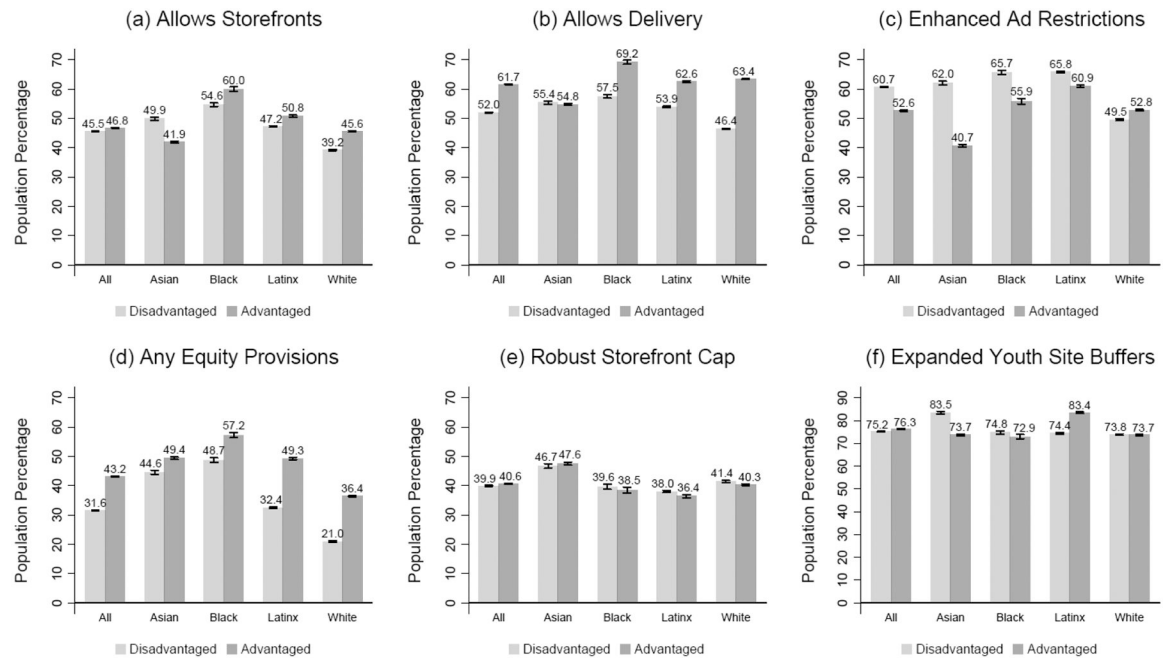 (a) Allows Storefronts
Population Percentage
0 10 20 30 40 50 60 70
45.5 46.8 49.9 41.9 54.6 60.0 47.2 50.8 39.2 45.6
All Asian Black Latinx White
Disadvantaged Advantaged
(b) Allows Delivery
Population Percentage
0 10 20 30 40 50 60 70
52.0 61.7 55.4 54.8 57.5 69.2 53.9 62.6 46.4 63.4
All Asian Black Latinx White
Disadvantaged Advantaged
(c) Enhanced Ad Restrictions
Population Percentage
0 10 20 30 40 50 60 70
60.7 52.6 62.0 40.7 65.7 55.9 65.8 60.9 49.5 52.8
All Asian Black Latinx White
Disadvantaged Advantaged
(d) Any Equity Provisions
Population Percentage
0 10 20 30 40 50 60 70
31.6 43.2 44.6 49.4 48.7 57.2 32.4 49.3 21.0 36.4
All Asian Black Latinx White
Disadvantaged Advantaged
(e) Robust Storefront Cap
Population Percentage
0 10 20 30 40 50 60 70
39.9 40.6 46.7 47.6 39.6 38.5 38.0 36.4 41.4 40.3
All Asian Black Latinx White
Disadvantaged Advantaged
(f) Expanded Youth Site Buffers
Population Percentage
0 10 20 30 40 50 60 70 80 90
75.2 76.3 83.5 73.7 74.8 72.9 74.4 83.4 73.8 73.7
All Asian Black Latinx White
Disadvantaged Advantaged